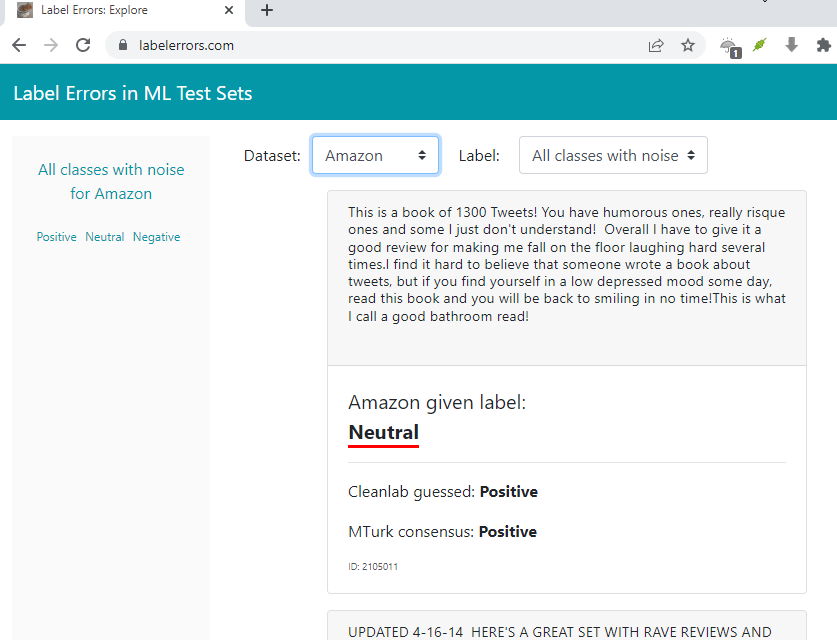 Label Errors: Explore
labelerrors.com
1
Label Errors in ML Test Sets
All classes with noise
for Amazon
Positive Neutral Negative
Dataset: Amazon Label: All classes with noise
This is a book of 1300 Tweets! You have humorous ones, really risque
ones and some I just don't understand!  Overall I have to give it a
good review for making me fall on the floor laughing hard several
times.I find it hard to believe that someone wrote a book about
tweets, but if you find yourself in a low depressed mood some day,
read this book and you will be back to smiling in no time!This is what
I call a good bathroom read!
Amazon given label:
Neutral
Cleanlab guessed: Positive
MTurk consensus: Positive
ID: 2105011
UPDATED 4-16-14  HERE'S A GREAT SET WITH RAVE REVIEWS AND